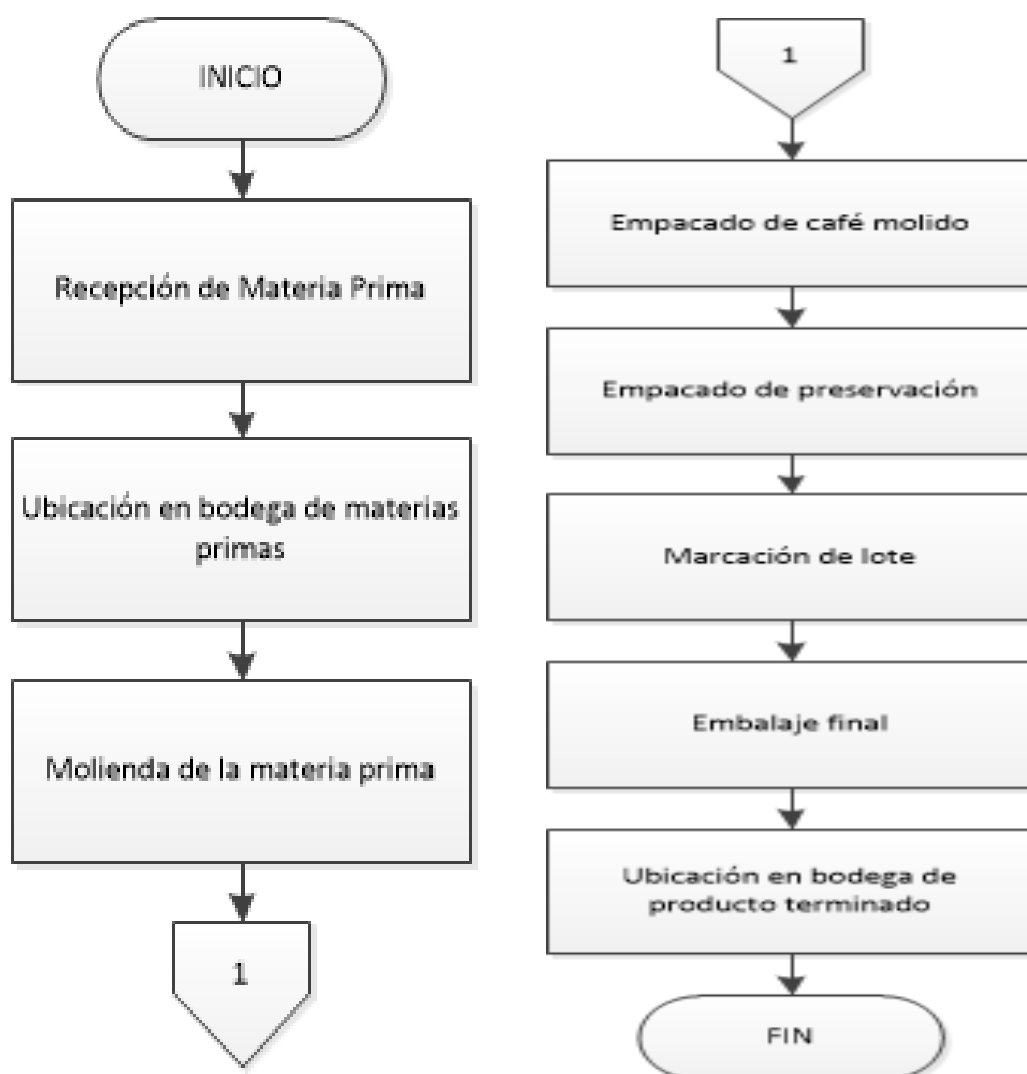 INICIO
Recepción de Materia Prima
Ubicación en bodega de materias
primas
Molienda de la materia prima
1
1
Empacado de café molido
Empacado de preservación
Marcación de lote
Embalaje final
Ubicación en bodega de
producto terminado
FIN